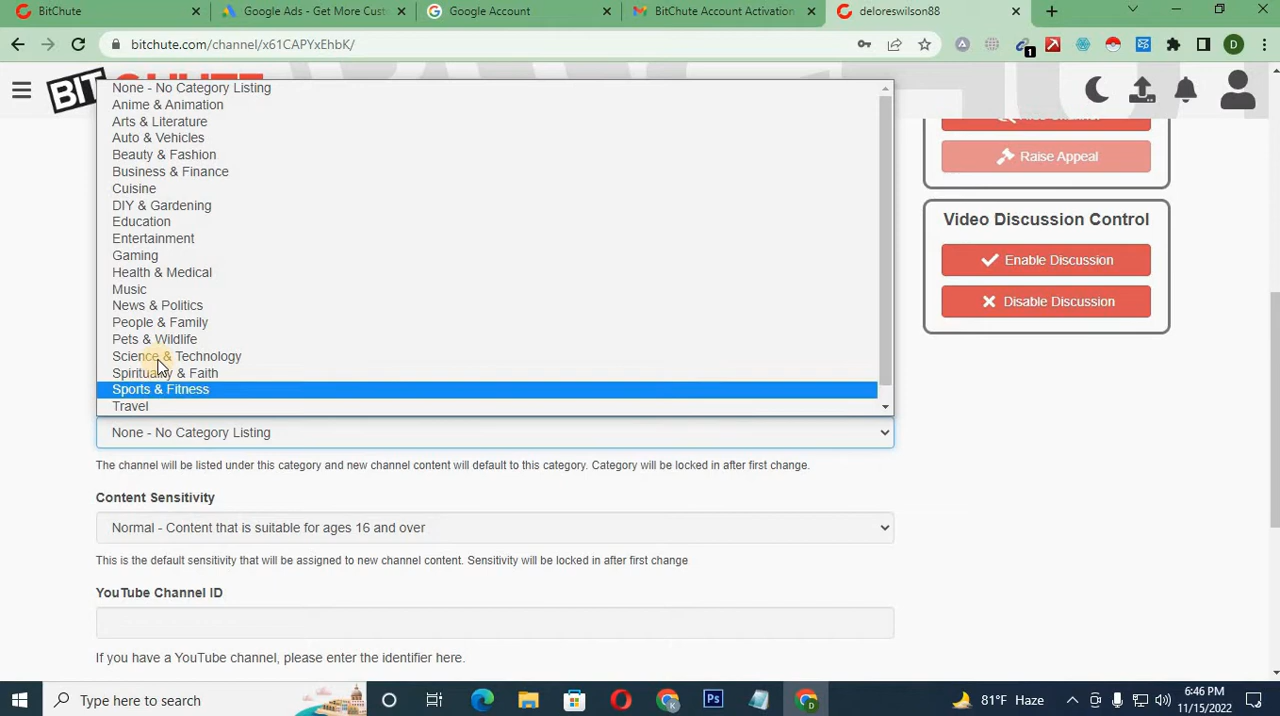 BitChute
Google Ads - Get More Cust
Google Account
BitChute Account Activation
deloreswilson88
bitchute.com/channel/x61CAPYxEhbK/
1
D
BIT
None - No Category Listing
Anime & Animation
Arts & Literature
Auto & Vehicles
Beauty & Fashion
Business & Finance
Cuisine
DIY & Gardening
Education
Entertainment
Gaming
Health & Medical
Music
News & Politics
People & Family
Pets & Wildlife
Science & Technology
Spirituality & Faith
Sports & Fitness
Travel
None - No Category Listing
The channel will be listed under this category and new channel content will default to this category. Category will be locked in after first change.
Content Sensitivity
Normal - Content that is suitable for ages 16 and over
This is the default sensitivity that will be assigned to new channel content. Sensitivity will be locked in after first change
YouTube Channel ID
If you have a YouTube channel, please enter the identifier here.
Raise Appeal
Video Discussion Control
Enable Discussion
Disable Discussion
Type here to search
Ps
81°F Haze
6:46 PM
11/15/2022